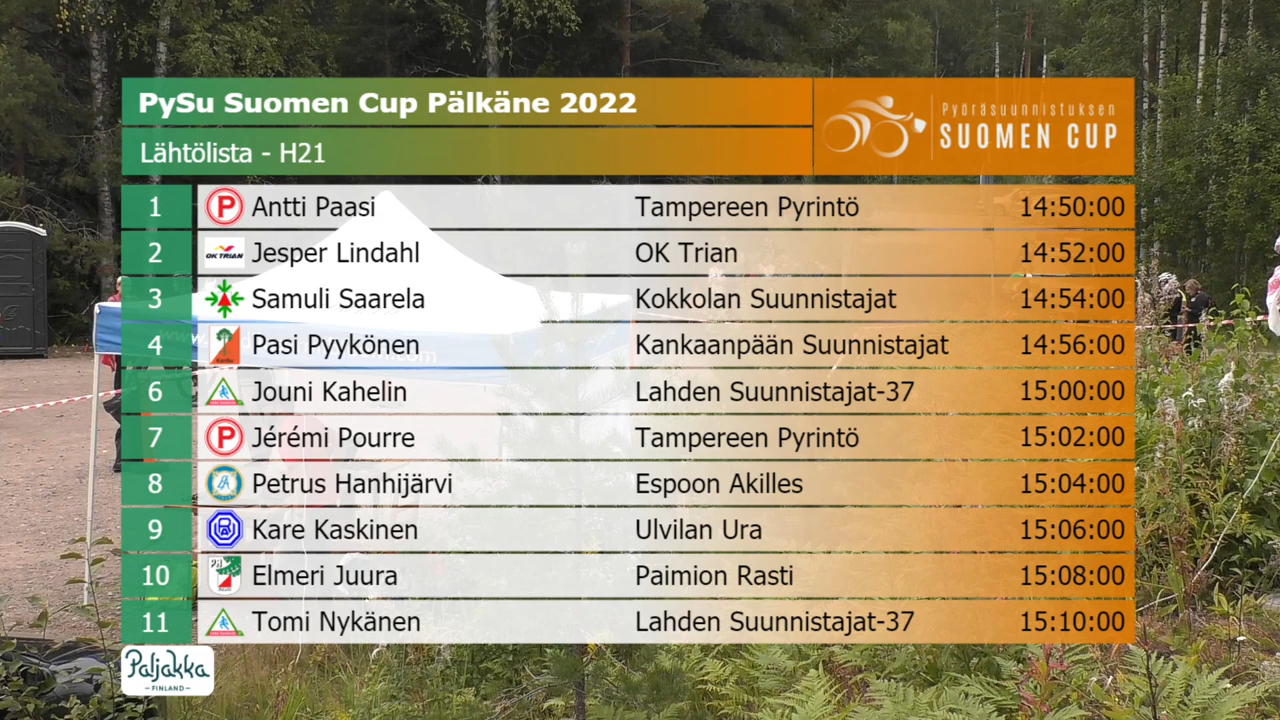 PySu Suomen Cup Pälkäne 2022
Lähtölista - H21
Pyöräsuunnistuksen
SUOMEN CUP
1 P Antti Paasi Tampereen Pyrintö 14:50:00
2 OK TRIAN Jesper Lindahl OK Trian 14:52:00
3 Samuli Saarela Kokkolan Suunnistajat 14:54:00
4 Pasi Pyykönen Kankaanpään Suunnistajat 14:56:00
6 Jouni Kahelin Lahden Suunnistajat-37 15:00:00
7 P Jérémi Pourre Tampereen Pyrintö 15:02:00
8 Petrus Hanhijärvi Espoon Akilles 15:04:00
9 Kare Kaskinen Ulvilan Ura 15:06:00
10 Elmeri Juura Paimion Rasti 15:08:00
11 Tomi Nykänen Lahden Suunnistajat-37 15:10:00
Paljakka
FINLAND